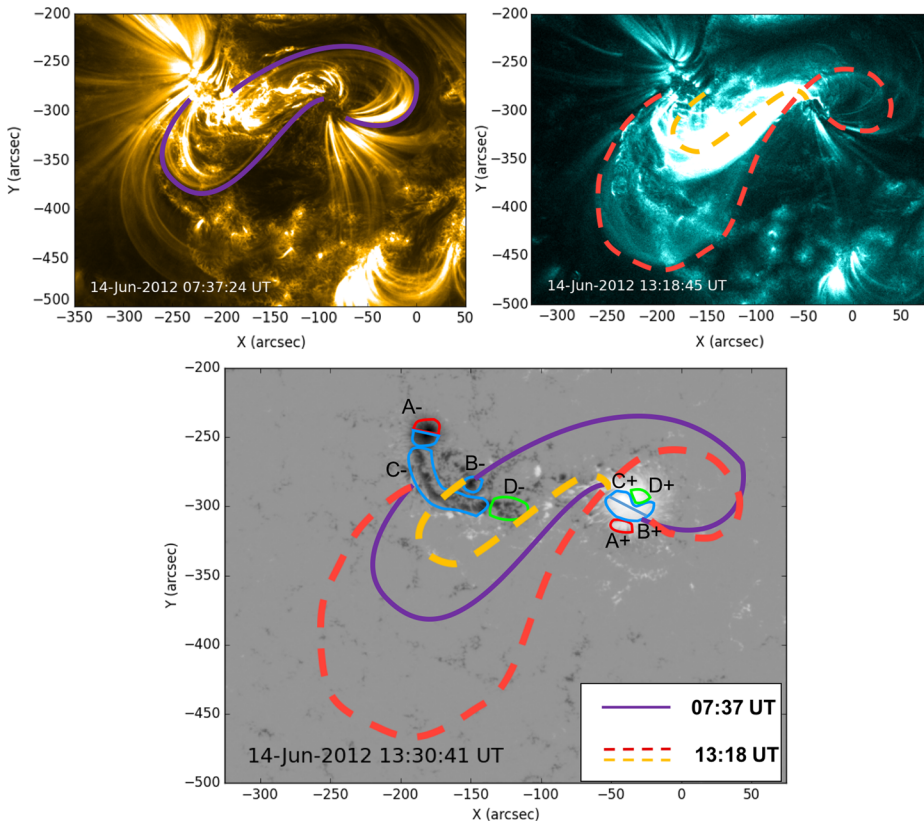 −200
−250
−300
−350
−400
−450
−500
Y (arcsec)
14-Jun-2012 07:37:24 UT
−350 −300 −250 −200 −150 −100 −50 0 50
X (arcsec)
−200
−250
−300
−350
−400
−450
−500
Y (arcsec)
14-Jun-2012 13:18:45 UT
−300 −250 −200 −150 −100 −50 0 50
X (arcsec)
−200
−250
−300
−350
−400
−450
−500
Y (arcsec)
A-
B-
C-
D-
C+
D+
B+
A+
07:37 UT
13:18 UT
14-Jun-2012 13:30:41 UT
−300 −250 −200 −150 −100 −50 0 50
X (arcsec)